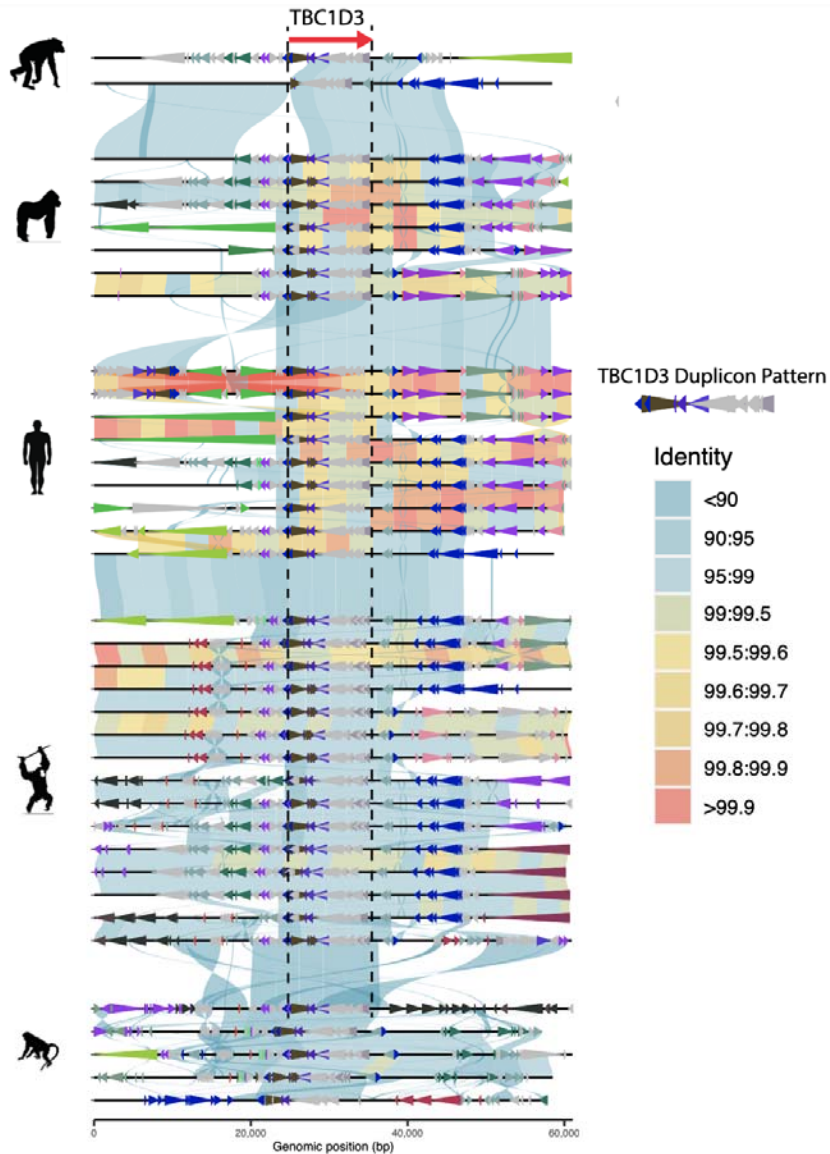 TBC1D3
TBC1D3 Duplicon Pattern
Identity
<90
90:95
95:99
99:99.5
99.5:99.6
99.6:99.7
99.7:99.8
99.8:99.9
>99.9
0 20,000 40,000 60,000
Genomic position (bp)